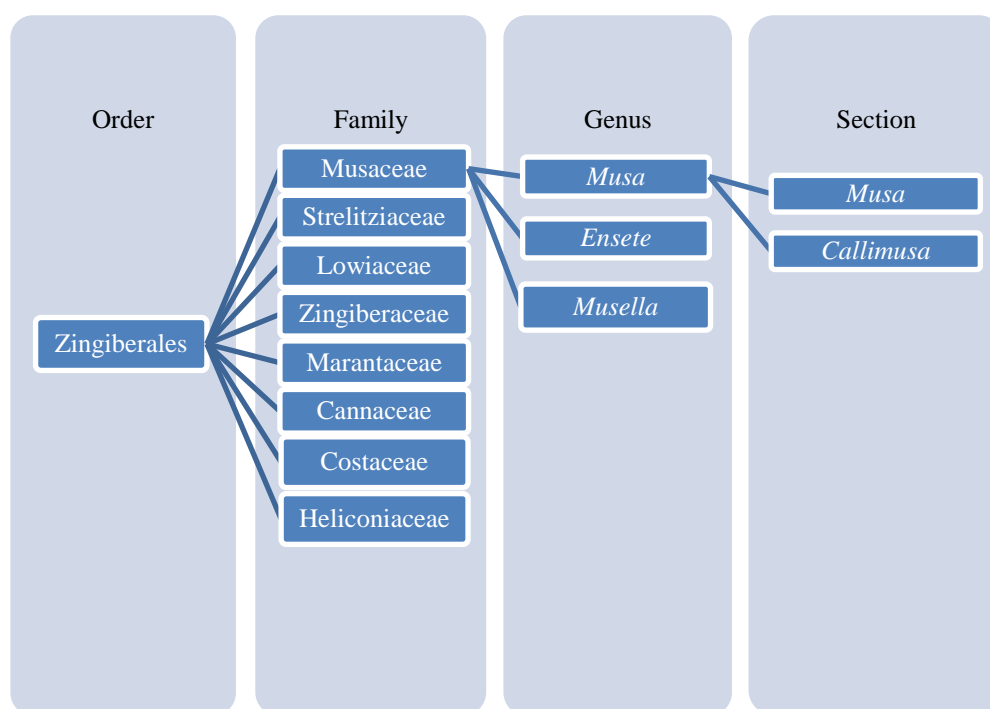 Order
Family
Genus
Section
Zingiberales
Musaceae
Strelitziaceae
Lowiaceae
Zingiberaceae
Marantaceae
Cannaceae
Costaceae
Heliconiaceae
Musa
Ensete
Musella
Musa
Callimusa